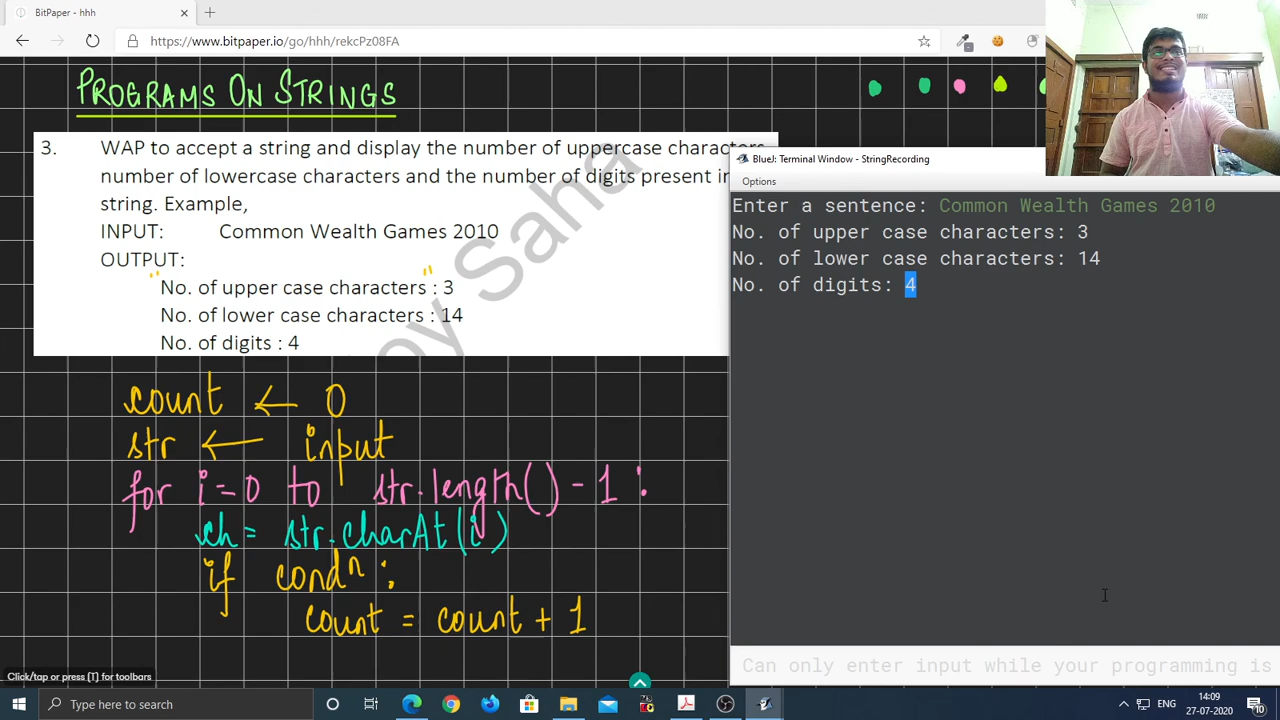 BitPaper - hhh
https://www.bitpaper.io/go/hhh/rekcPz08FA
PROGRAMS ON STRINGS
3. WAP to accept a string and display the number of uppercase characters
number of lowercase characters and the number of digits present in
string. Example,
INPUT: Common Wealth Games 2010
OUTPUT:
"No. of upper case characters": 3
No. of lower case characters : 14
No. of digits : 4
oy Saha
count ← 0
str ← input
for i=0 to str.length() - 1 :
ch = str.charAt(i)
if condn :
count = count + 1
BlueJ: Terminal Window - StringRecording
Options
Enter a sentence: Common Wealth Games 2010
No. of upper case characters: 3
No. of lower case characters: 14
No. of digits: 4
Can only enter input while your programming is
Click/tap or press (T) for toolbars
Type here to search
ENG
14:09
27-07-2020
10